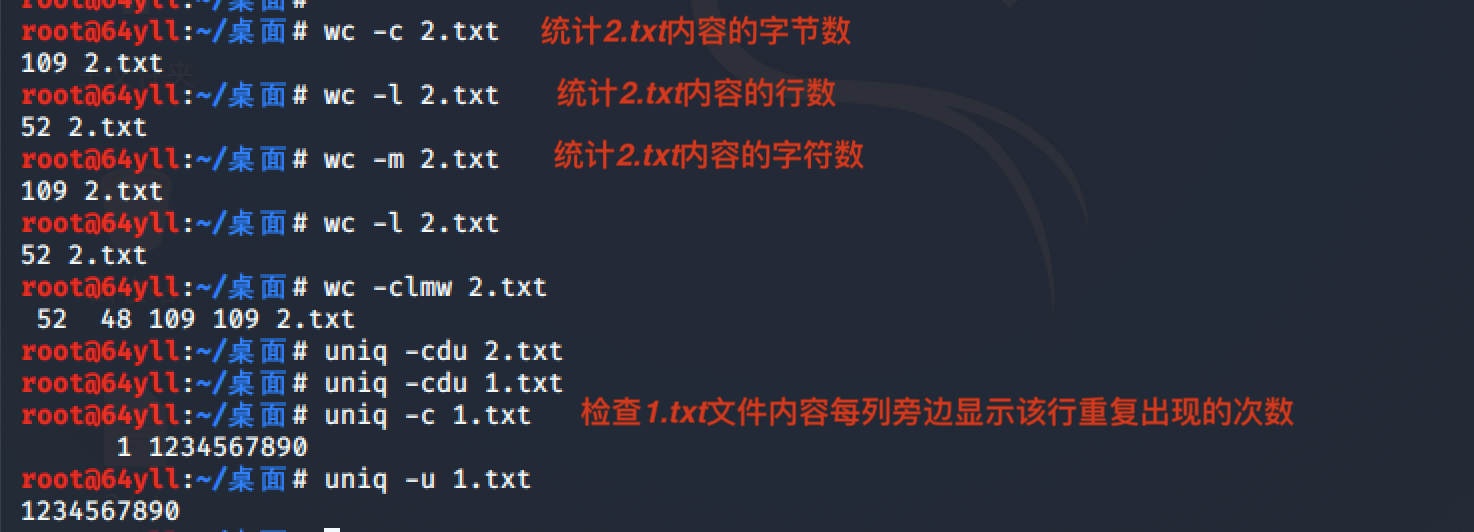 root@64yll:~/桌面#
root@64yll:~/桌面# wc -c 2.txt 统计2.txt内容的字节数
109 2.txt
root@64yll:~/桌面# wc -l 2.txt 统计2.txt内容的行数
52 2.txt
root@64yll:~/桌面# wc -m 2.txt 统计2.txt内容的字符数
109 2.txt
root@64yll:~/桌面# wc -l 2.txt
52 2.txt
root@64yll:~/桌面# wc -clmw 2.txt
 52  48 109 109 2.txt
root@64yll:~/桌面# uniq -cdu 2.txt
root@64yll:~/桌面# uniq -cdu 1.txt
root@64yll:~/桌面# uniq -c 1.txt 检查1.txt文件内容每列旁边显示该行重复出现的次数
      1 1234567890
root@64yll:~/桌面# uniq -u 1.txt
1234567890